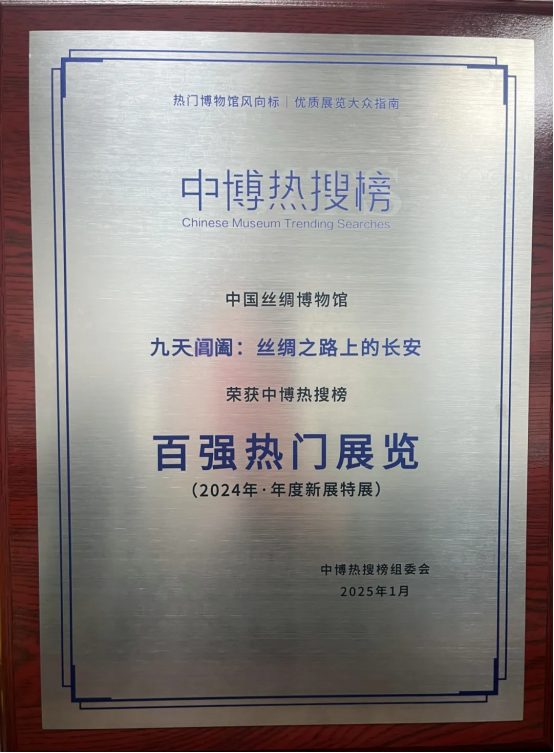 热门博物馆风向标｜优质展览大众指南
中博热搜榜
Chinese Museum Trending Searches
中国丝绸博物馆
九天阊阖：丝绸之路上的长安
荣获中博热搜榜
百强热门展览
（2024年·年度新展特展）
中博热搜榜组委会
2025年1月